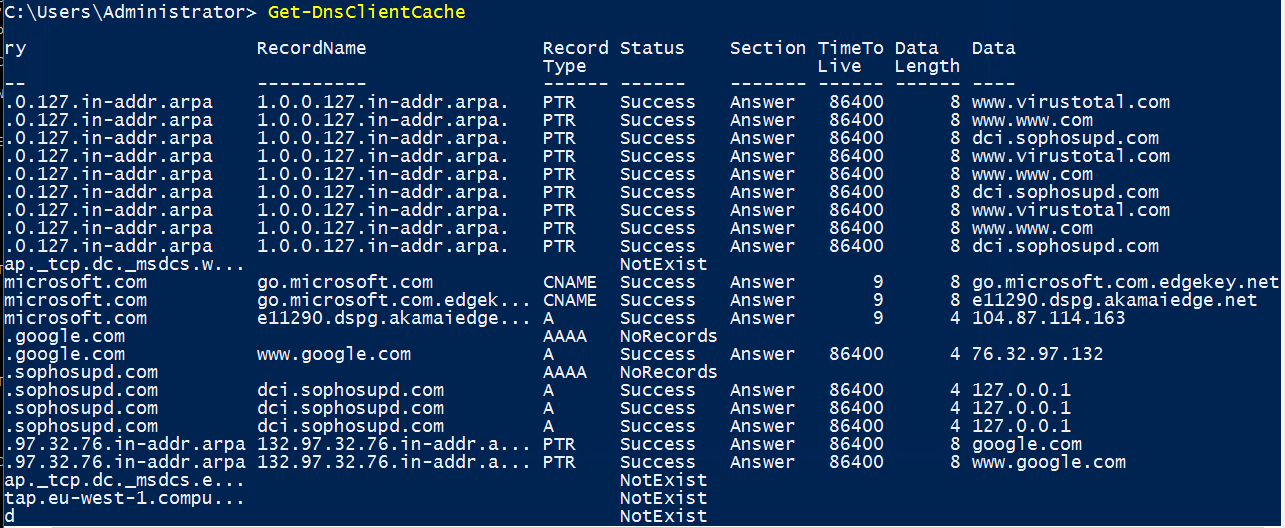 C:\Users\Administrator> Get-DnsClientCache
ry RecordName Record Status Section TimeTo Data Data
Type Live Length
-- ---------- ------ ------ ------- ------ ------ ----
.0.127.in-addr.arpa 1.0.0.127.in-addr.arpa. PTR Success Answer 86400 8 www.virustotal.com
.0.127.in-addr.arpa 1.0.0.127.in-addr.arpa. PTR Success Answer 86400 8 www.www.com
.0.127.in-addr.arpa 1.0.0.127.in-addr.arpa. PTR Success Answer 86400 8 dci.sophosupd.com
.0.127.in-addr.arpa 1.0.0.127.in-addr.arpa. PTR Success Answer 86400 8 www.virustotal.com
.0.127.in-addr.arpa 1.0.0.127.in-addr.arpa. PTR Success Answer 86400 8 www.www.com
.0.127.in-addr.arpa 1.0.0.127.in-addr.arpa. PTR Success Answer 86400 8 dci.sophosupd.com
.0.127.in-addr.arpa 1.0.0.127.in-addr.arpa. PTR Success Answer 86400 8 www.virustotal.com
.0.127.in-addr.arpa 1.0.0.127.in-addr.arpa. PTR Success Answer 86400 8 www.www.com
.0.127.in-addr.arpa 1.0.0.127.in-addr.arpa. PTR Success Answer 86400 8 dci.sophosupd.com
ap._tcp.dc._msdcs.w... NotExist
microsoft.com go.microsoft.com CNAME Success Answer 9 8 go.microsoft.com.edgekey.net
microsoft.com go.microsoft.com.edgek... CNAME Success Answer 9 8 e11290.dspg.akamaiedge.net
microsoft.com e11290.dspg.akamaiedge... A Success Answer 9 4 104.87.114.163
.google.com AAAA NoRecords
.google.com www.google.com A Success Answer 86400 4 76.32.97.132
.sophosupd.com AAAA NoRecords
.sophosupd.com dci.sophosupd.com A Success Answer 86400 4 127.0.0.1
.sophosupd.com dci.sophosupd.com A Success Answer 86400 4 127.0.0.1
.sophosupd.com dci.sophosupd.com A Success Answer 86400 4 127.0.0.1
.97.32.76.in-addr.arpa 132.97.32.76.in-addr.a... PTR Success Answer 86400 8 google.com
.97.32.76.in-addr.arpa 132.97.32.76.in-addr.a... PTR Success Answer 86400 8 www.google.com
ap._tcp.dc._msdcs.e... NotExist
tap.eu-west-1.compu... NotExist
d NotExist